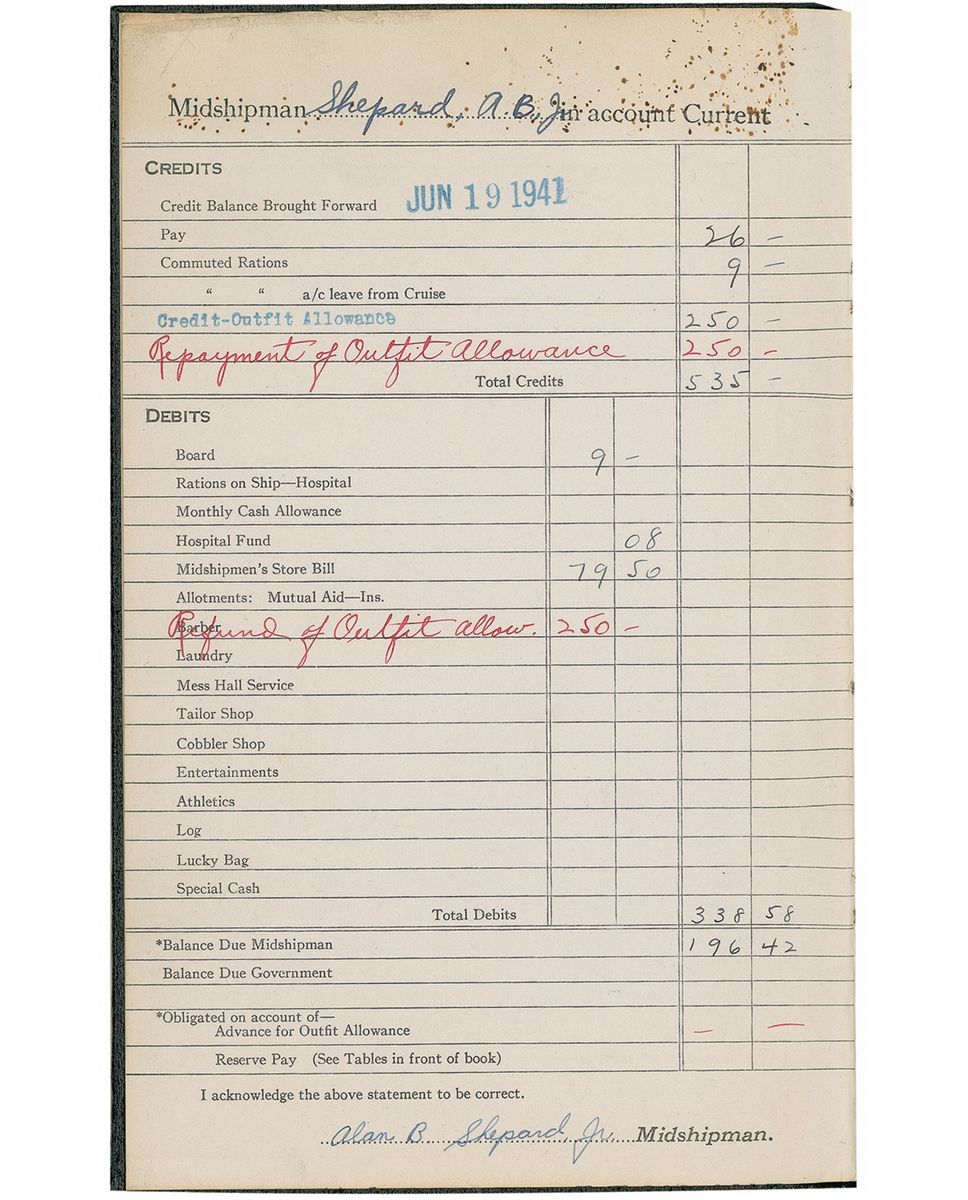 Midshipman Shepard, A.B., Jr. in account Current
CREDITS
Credit Balance Brought Forward JUN 19 1941
Pay 26 —
Commuted Rations 9 —
" " a/c leave from Cruise
Credit-Outfit Allowance 250 —
Repayment of Outfit Allowance 250 —
Total Credits 535 —
DEBITS
Board 9 —
Rations on Ship—Hospital
Monthly Cash Allowance
Hospital Fund 08
Midshipmen's Store Bill 79 50
Allotments: Mutual Aid—Ins.
Barber
Refund of Outfit Allow. 250 —
Laundry
Mess Hall Service
Tailor Shop
Cobbler Shop
Entertainments
Athletics
Log
Lucky Bag
Special Cash
Total Debits 338 58
*Balance Due Midshipman 196 42
Balance Due Government
*Obligated on account of—
Advance for Outfit Allowance — —
Reserve Pay (See Tables in front of book)
I acknowledge the above statement to be correct.
Alan B. Shepard, Jr. Midshipman.